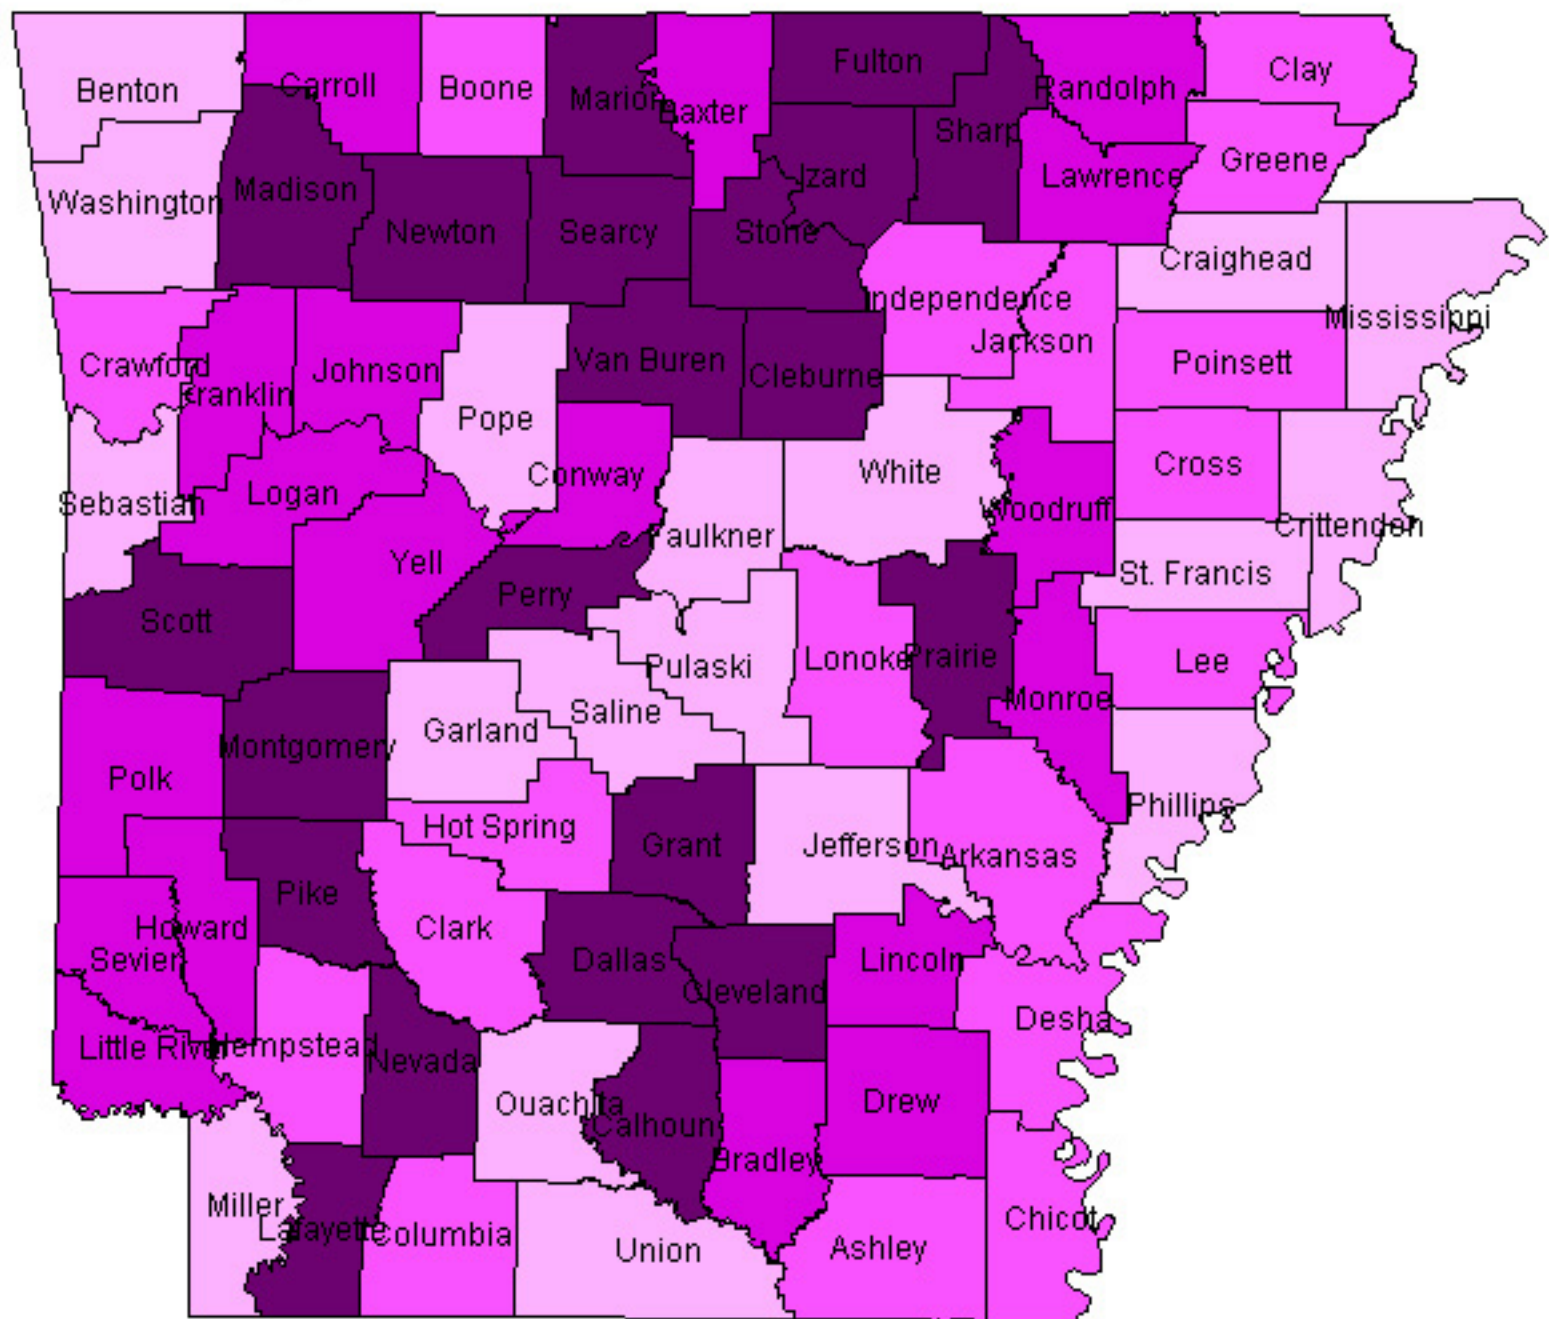 Benton
Carroll
Boone
Marion
Baxter
Fulton
Sharp
Randolph
Clay
Washington
Madison
Newton
Searcy
Stone
Izard
Lawrence
Greene
Craighead
Mississippi
Crawford
Franklin
Johnson
Pope
Van Buren
Cleburne
Independence
Jackson
Poinsett
Sebastian
Logan
Conway
White
Woodruff
Cross
Crittenden
Scott
Yell
Perry
Faulkner
St. Francis
Polk
Montgomery
Garland
Saline
Pulaski
Lonoke
Prairie
Monroe
Lee
Phillips
Hot Spring
Grant
Jefferson
Arkansas
Howard
Pike
Clark
Sevier
Dallas
Cleveland
Lincoln
Desha
Little River
Hempstead
Nevada
Ouachita
Calhoun
Bradley
Drew
Miller
Lafayette
Columbia
Union
Ashley
Chicot